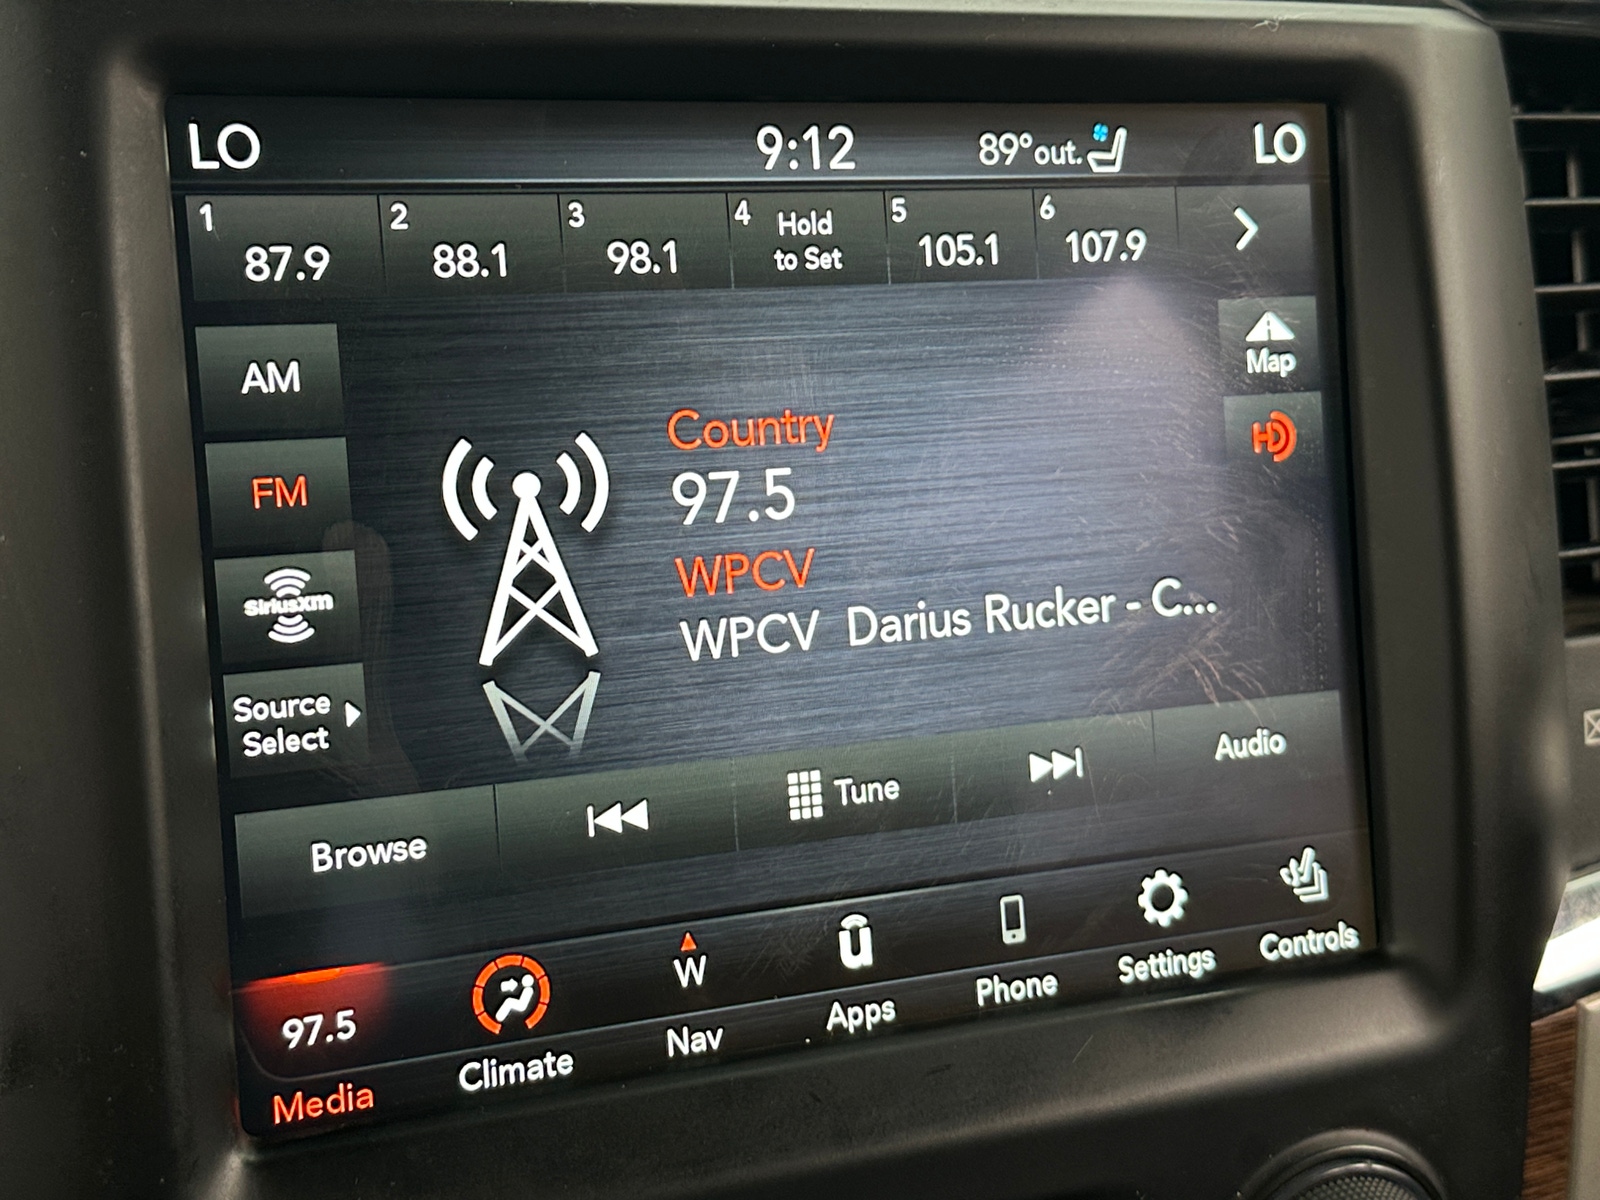 LO 9:12 89°out. LO
1 87.9
2 88.1
3 98.1
4 Hold to Set
5 105.1
6 107.9
AM
FM
SiriusXM
Source
Select
Map
HD
Country
97.5
WPCV
WPCV Darius Rucker - C...
Browse
Tune
Audio
97.5
Media
Climate
W
Nav
U
Apps
Phone
Settings
Controls